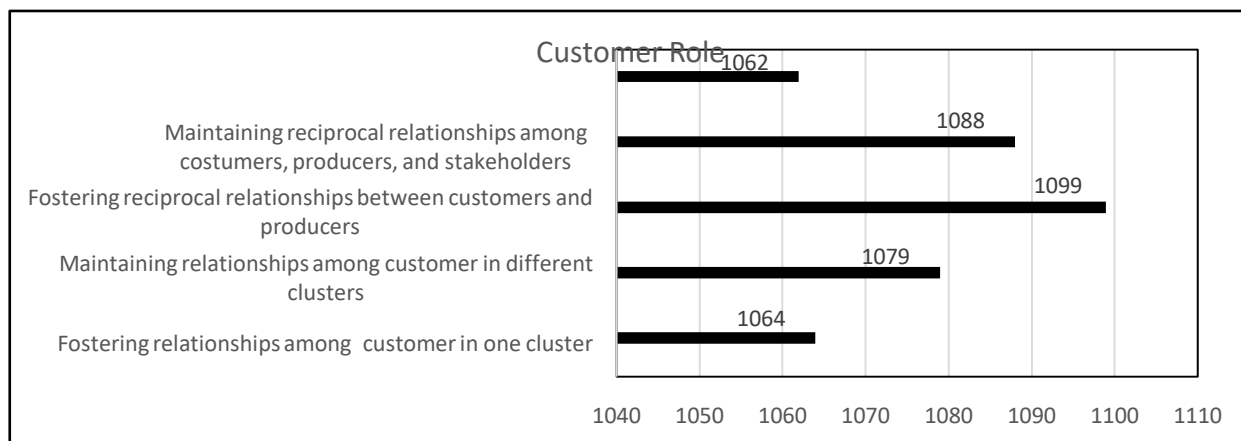 Customer Role
1062
Maintaining reciprocal relationships among
costumers, producers, and stakeholders
1088
Fostering reciprocal relationships between customers and
producers
1099
Maintaining relationships among customer in different
clusters
1079
Fostering relationships among customer in one cluster
1064
1040 1050 1060 1070 1080 1090 1100 1110